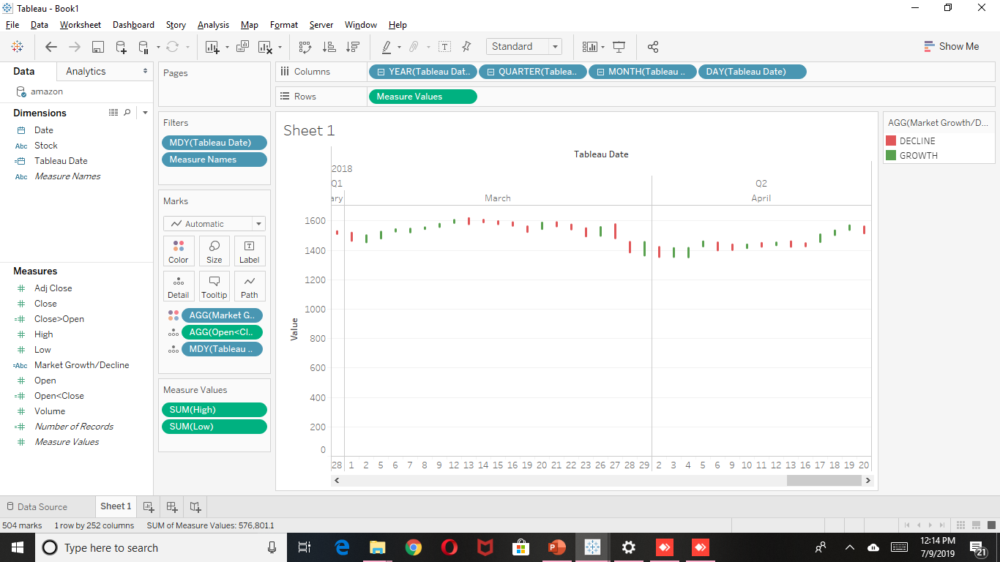 Tableau - Book1
File Data Worksheet Dashboard Story Analysis Map Format Server Window Help
Standard
Show Me
Data Analytics
amazon
Dimensions
Date
Abc Stock
Tableau Date
Abc Measure Names
Measures
Adj Close
Close
Close>Open
High
Low
=Abc Market Growth/Decline
Open
Open<Close
Volume
Number of Records
Measure Values
Pages
Filters
MDY(Tableau Date)
Measure Names
Marks
Automatic
Color Size Label
Detail Tooltip Path
AGG(Market G..
AGG(Open<Cl..
MDY(Tableau ..
Measure Values
SUM(High)
SUM(Low)
Columns YEAR(Tableau Dat.. QUARTER(Tablea.. MONTH(Tableau .. DAY(Tableau Date)
Rows Measure Values
Sheet 1
Tableau Date
2018
Q1 Q2
ary March April
1600
1400
1200
1000
800
600
400
200
0
Value
28 1 2 5 6 7 8 9 12 13 14 15 16 19 20 21 22 23 26 27 28 29 2 3 4 5 6 9 10 11 12 13 16 17 18 19 20
AGG(Market Growth/D...
DECLINE
GROWTH
Data Source Sheet 1
504 marks 1 row by 252 columns SUM of Measure Values: 576,801.1
Type here to search
12:14 PM
7/9/2019
21